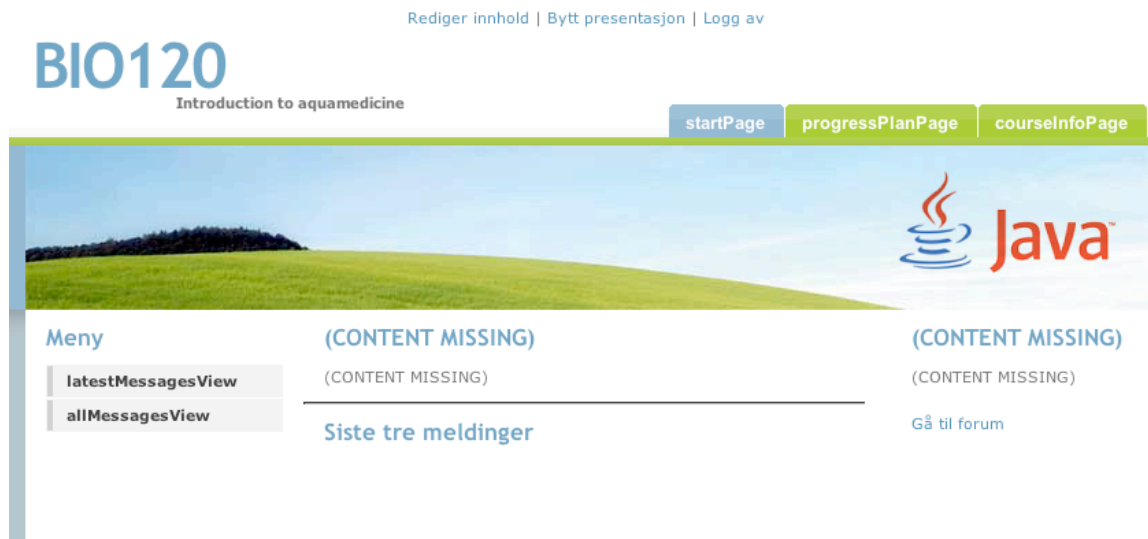 Rediger innhold | Bytt presentasjon | Logg av
BIO120
Introduction to aquamedicine
startPage progressPlanPage courseInfoPage
Java™
Meny
latestMessagesView
allMessagesView
(CONTENT MISSING)
(CONTENT MISSING)
Siste tre meldinger
(CONTENT MISSING)
(CONTENT MISSING)
Gå til forum